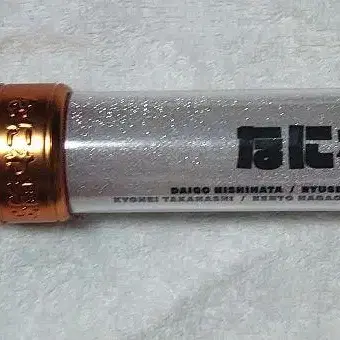 なに
DAIGO NISHIHATA / RYUSE
KYOHEI TAKAHASHI / KENTO NAGAO